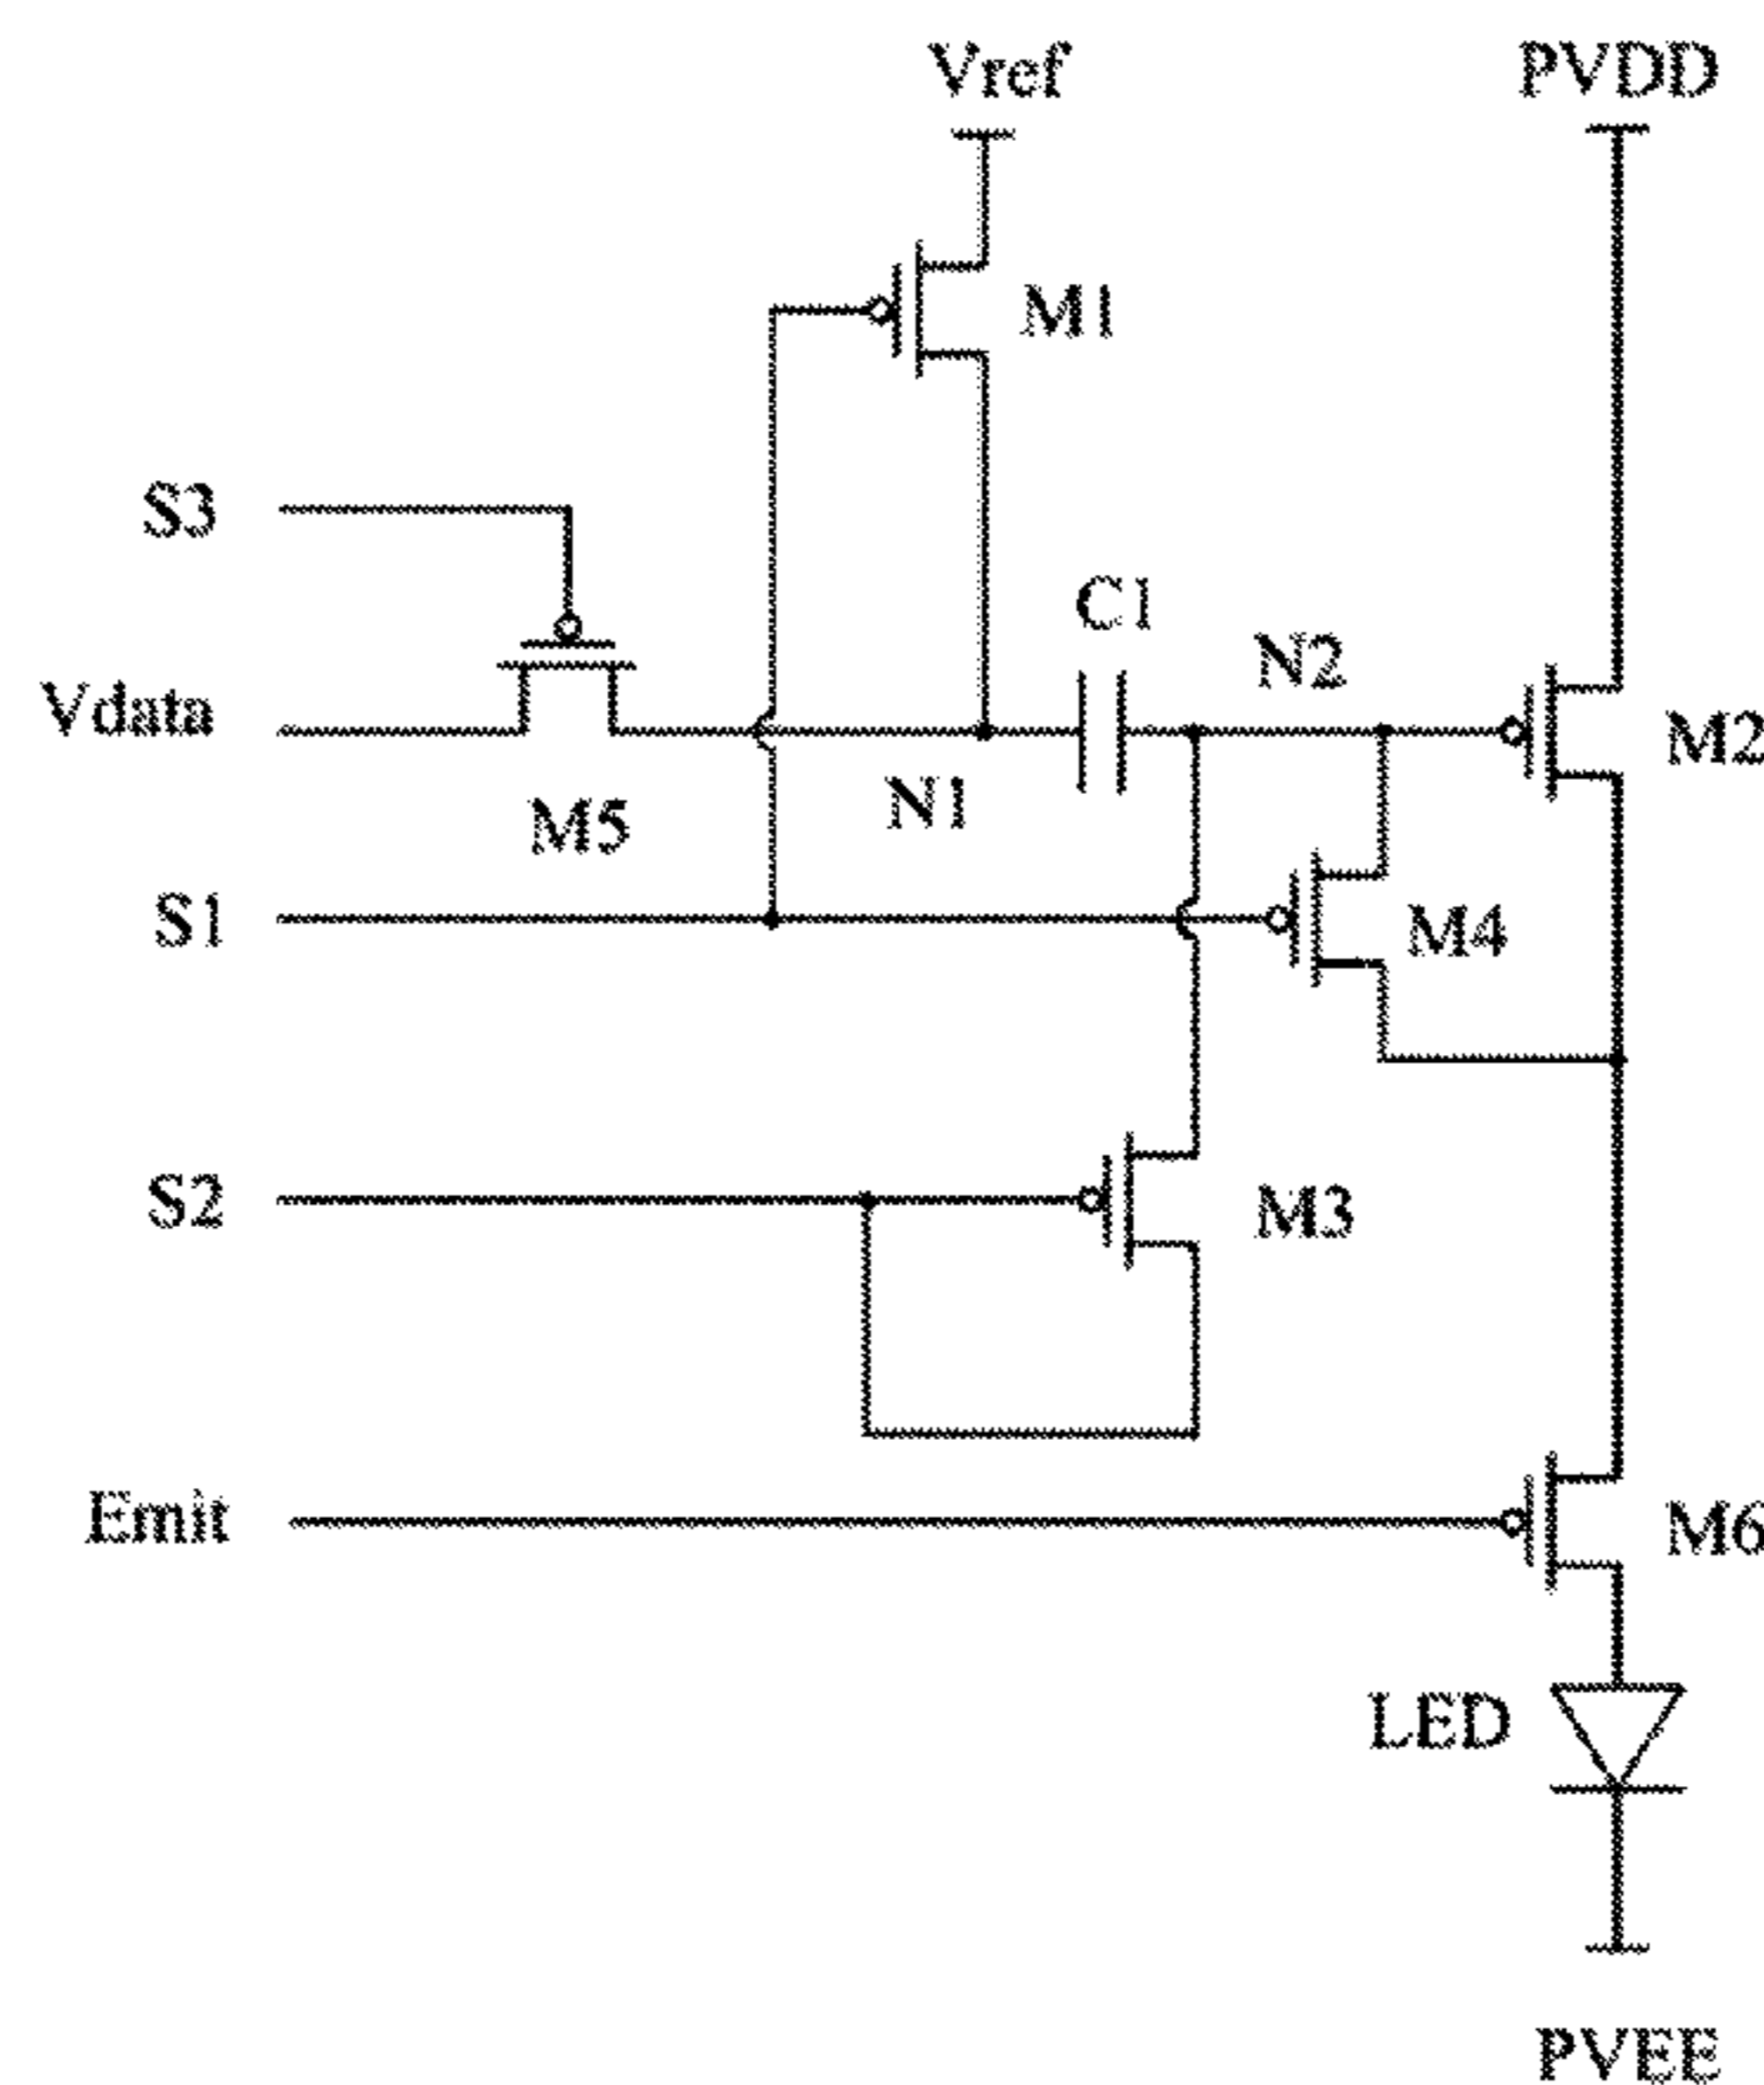 Vref PVDD
M1
S3
C1
N2
Vdata
M2
N1
M5
S1
M4
S2
M3
Emit
M6
LED
PVEE